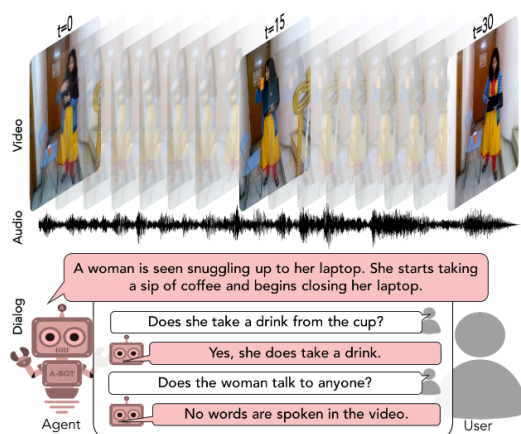 t=0
t=15
t=30
Video
Audio
Dialog
A woman is seen snuggling up to her laptop. She starts taking
a sip of coffee and begins closing her laptop.
Does she take a drink from the cup?
Yes, she does take a drink.
Does the woman talk to anyone?
No words are spoken in the video.
A-BOT
Agent
User